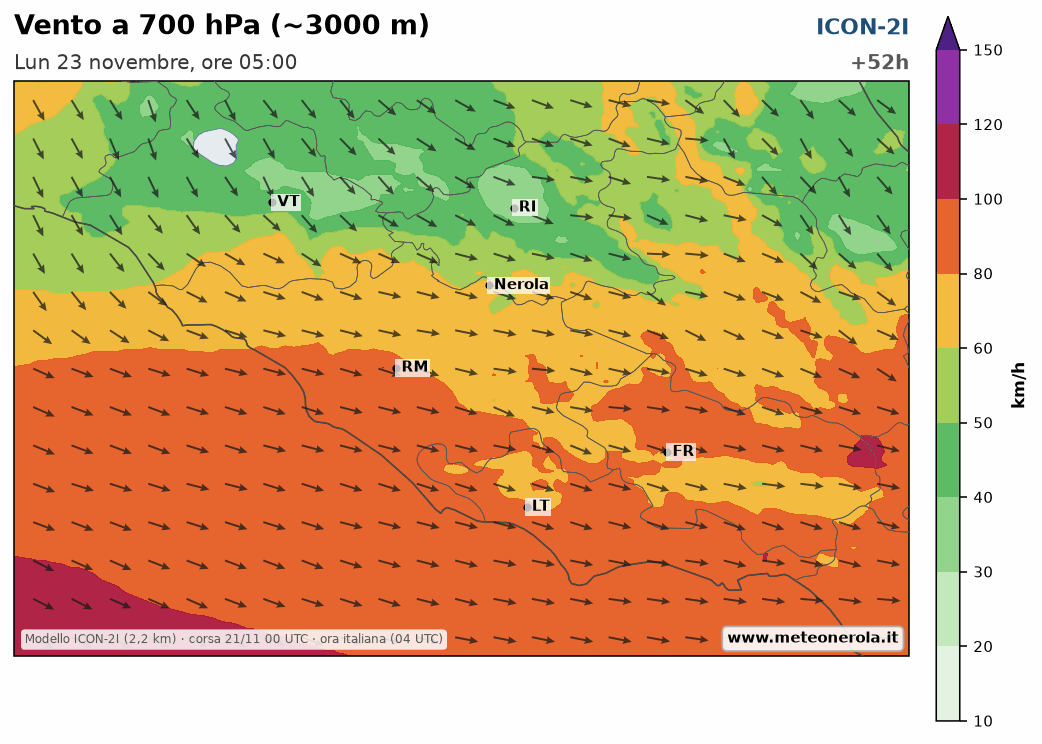 Vento a 700 hPa (~3000 m)
ICON-2I
Lun 23 novembre, ore 05:00
+52h
150
120
100
80
60
50
40
30
20
10
km/h
VT
RI
Nerola
RM
FR
LT
Modello ICON-2I (2,2 km) · corsa 21/11 00 UTC · ora italiana (04 UTC)
www.meteonerola.it